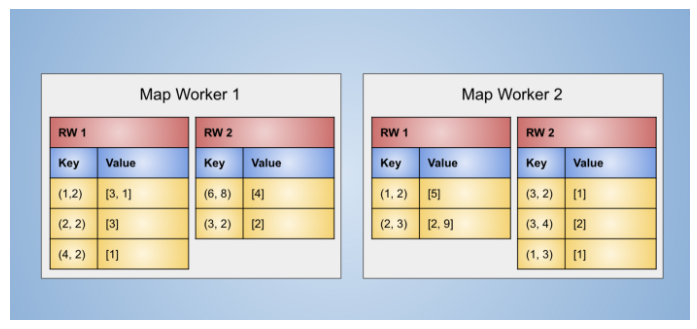 Map Worker 1
RW 1
Key Value
(1,2) [3, 1]
(2, 2) [3]
(4, 2) [1]
RW 2
Key Value
(6, 8) [4]
(3, 2) [2]
Map Worker 2
RW 1
Key Value
(1, 2) [5]
(2, 3) [2, 9]
RW 2
Key Value
(3, 2) [1]
(3, 4) [2]
(1, 3) [1]